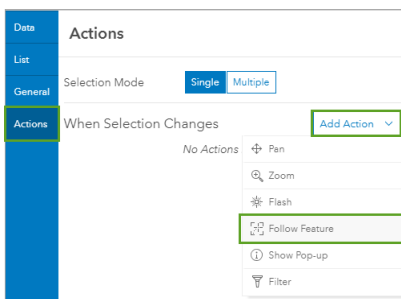 Data
List
General
Actions
Actions
Selection Mode
Single
Multiple
When Selection Changes
Add Action
No Actions
Pan
Zoom
Flash
Follow Feature
Show Pop-up
Filter